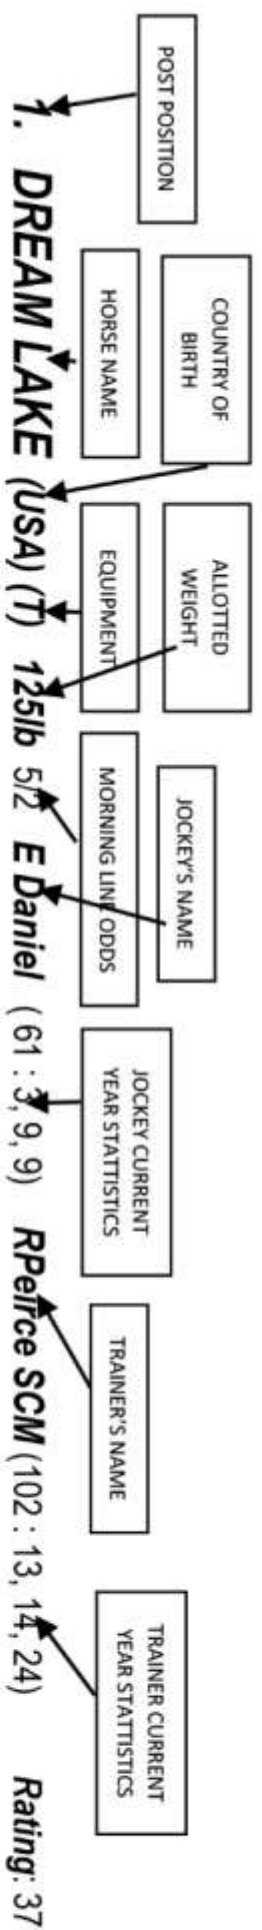 COUNTRY OF
BIRTH
ALLOTTED
WEIGHT
JOCKEY'S NAME
POST POSITION
HORSE NAME
EQUIPMENT
MORNING LINE ODDS
JOCKEY CURRENT
YEAR STATTISTICS
TRAINER'S NAME
TRAINER CURRENT
YEAR STATTISTICS
1. DREAM LAKE (USA) (T) 125lb 5/2 E Daniel ( 61 : 3, 9, 9) RPeirce SCM (102 : 13, 14, 24) Rating: 37